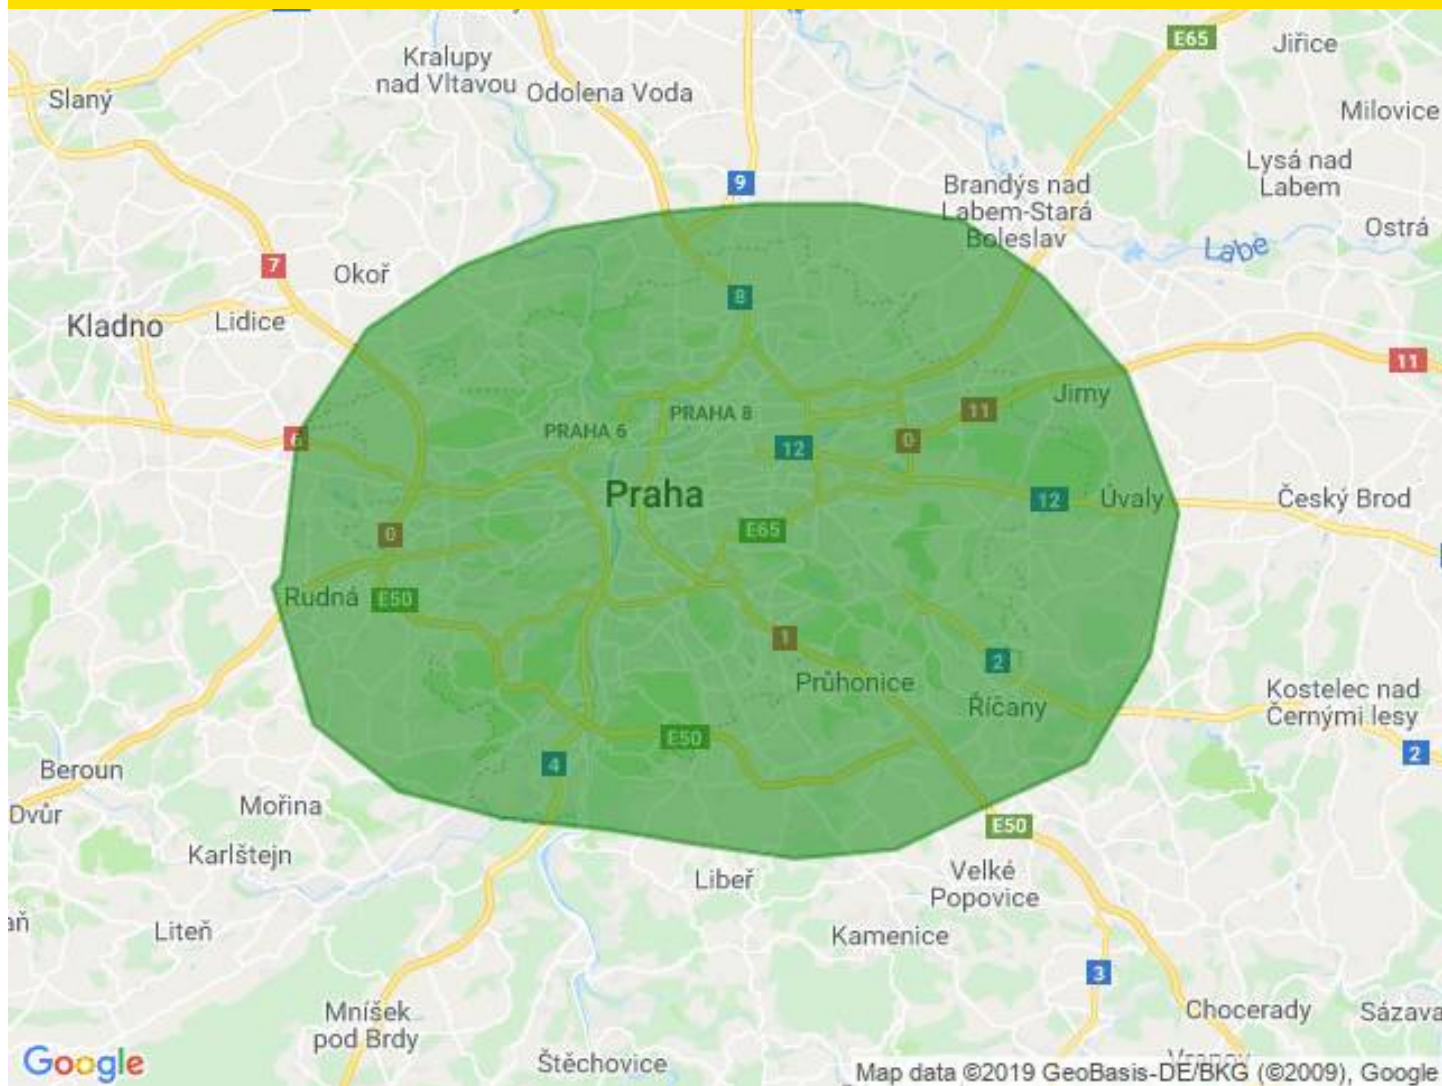 E65
Jiřice
Kralupy
nad Vltavou
Odolena Voda
Slaný
Milovice
Lysá nad
Labem
9
Brandýs nad
Labem-Stará
Boleslav
Ostrá
Labe
7
Okoř
8
Kladno
Lidice
11
Jirny
11
PRAHA 8
PRAHA 6
6
0
12
Praha
12
Úvaly
Český Brod
0
E65
Rudná
E50
1
2
Průhonice
Říčany
Kostelec nad
Černými lesy
E50
2
4
Beroun
Mořina
Dvůr
E50
Karlštejn
Libeř
Velké
Popovice
aň
Liteň
Kamenice
3
Mníšek
pod Brdy
Chocerady
Sázava
Štěchovice
Vranov
Google
Map data ©2019 GeoBasis-DE/BKG (©2009), Google